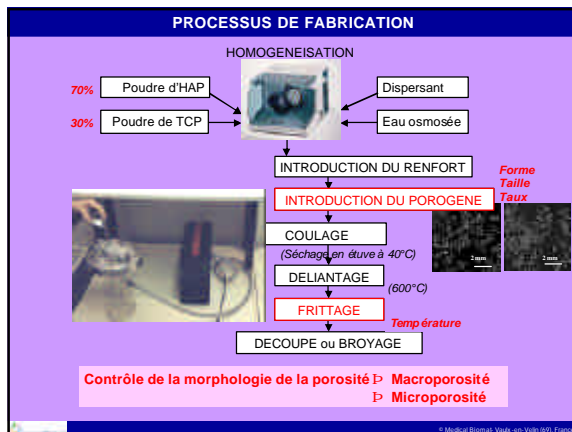 PROCESSUS DE FABRICATION
HOMOGENEISATION
70% Poudre d'HAP
Dispersant
30% Poudre de TCP
Eau osmosée
INTRODUCTION DU RENFORT
Forme
Taille
Taux
INTRODUCTION DU POROGENE
COULAGE
(Séchage en étuve à 40°C)
2 mm
2 mm
DELIANTAGE
(600°C)
FRITTAGE
Température
DECOUPE ou BROYAGE
Contrôle de la morphologie de la porosité Þ Macroporosité
Þ Microporosité
© Medical Biomat- Vaulx -en- Velin (69), France